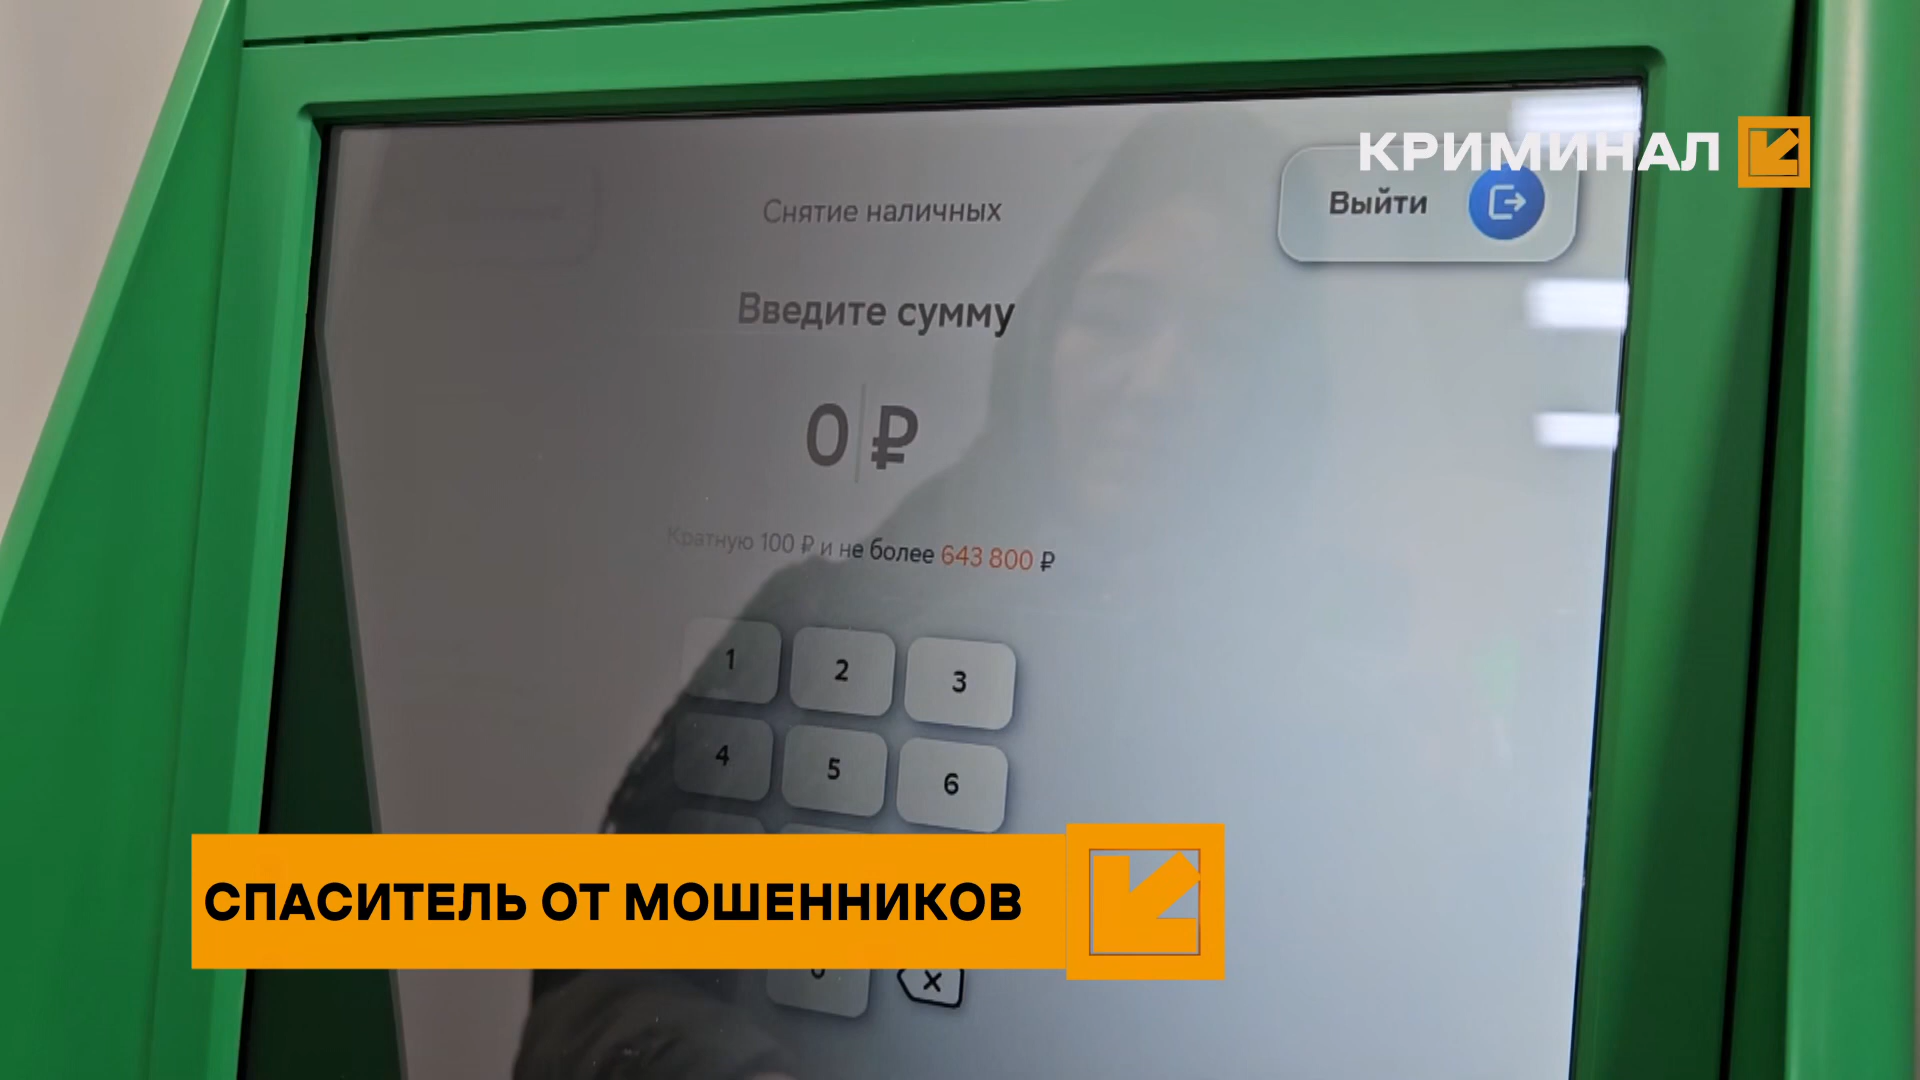 КРИМИНАЛ
Снятие наличных
Выйти
Введите сумму
0 ₽
Кратную 100 ₽ и не более 643 800 ₽
1 2 3
4 5 6
СПАСИТЕЛЬ ОТ МОШЕННИКОВ